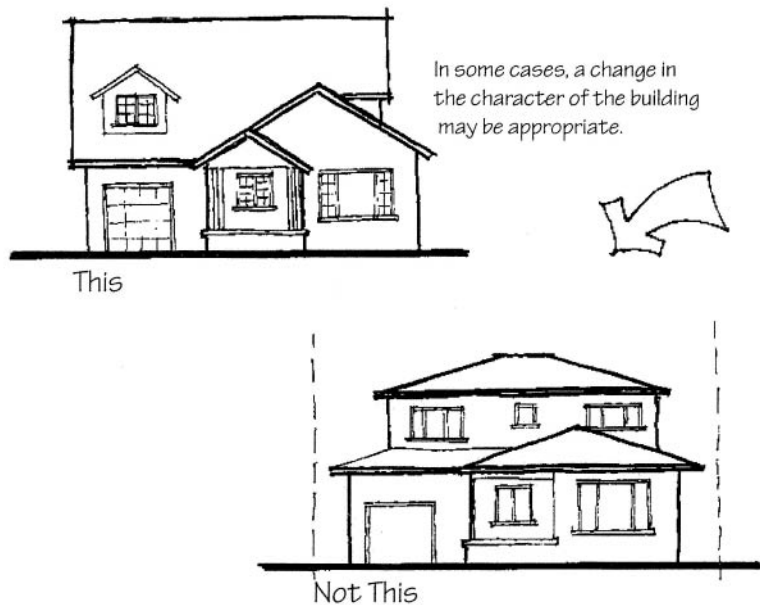 In some cases, a change in
the character of the building
may be appropriate.
This
Not This